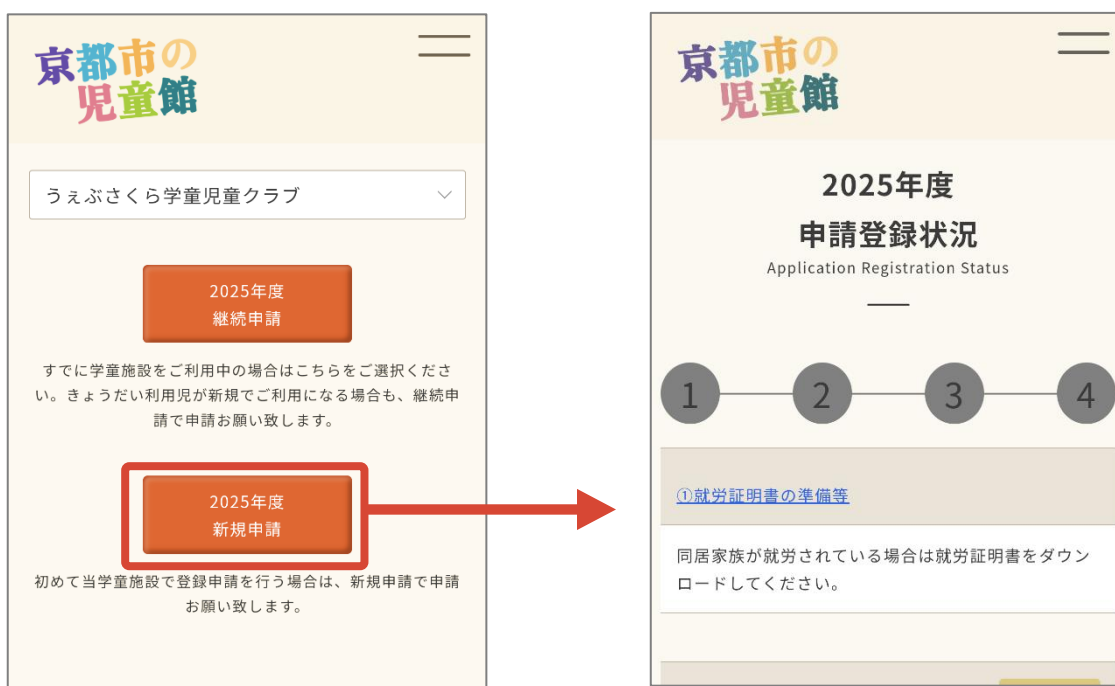 京都市の
児童館
うぇぶさくら学童児童クラブ
2025年度
継続申請
すでに学童施設をご利用中の場合はこちらをご選択くださ
い。きょうだい利用児が新規でご利用になる場合も、継続申
請で申請お願い致します。
2025年度
新規申請
初めて当学童施設で登録申請を行う場合は、新規申請で申請
お願い致します。
京都市の
児童館
2025年度
申請登録状況
Application Registration Status
1 2 3 4
①就労証明書の準備等
同居家族が就労されている場合は就労証明書をダウン
ロードしてください。